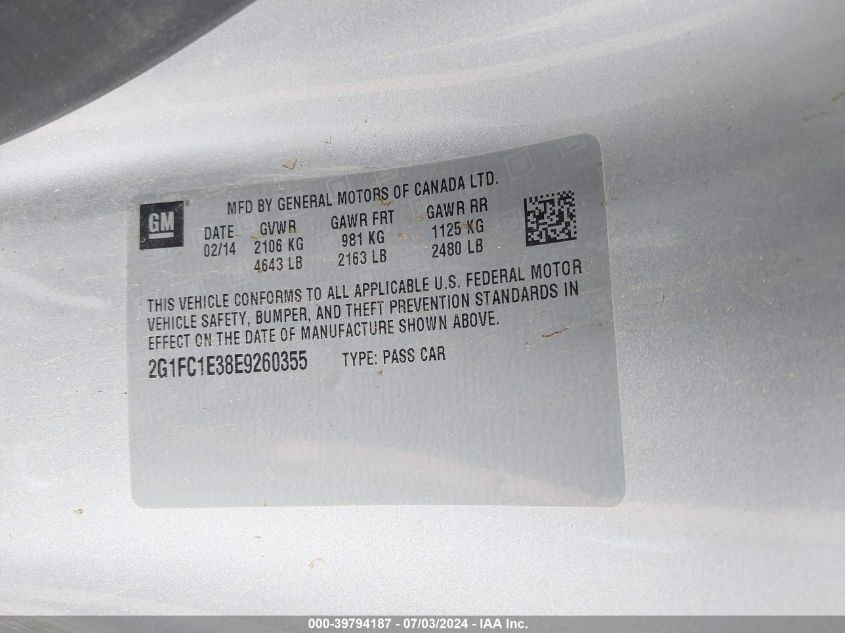 MFD BY GENERAL MOTORS OF CANADA LTD.
GM ®
DATE GVWR GAWR FRT GAWR RR
02/14 2106 KG 981 KG 1125 KG
4643 LB 2163 LB 2480 LB
THIS VEHICLE CONFORMS TO ALL APPLICABLE U.S. FEDERAL MOTOR
VEHICLE SAFETY, BUMPER, AND THEFT PREVENTION STANDARDS IN
EFFECT ON THE DATE OF MANUFACTURE SHOWN ABOVE.
2G1FC1E38E9260355 TYPE: PASS CAR
000-39794187 - 07/03/2024 - IAA Inc.